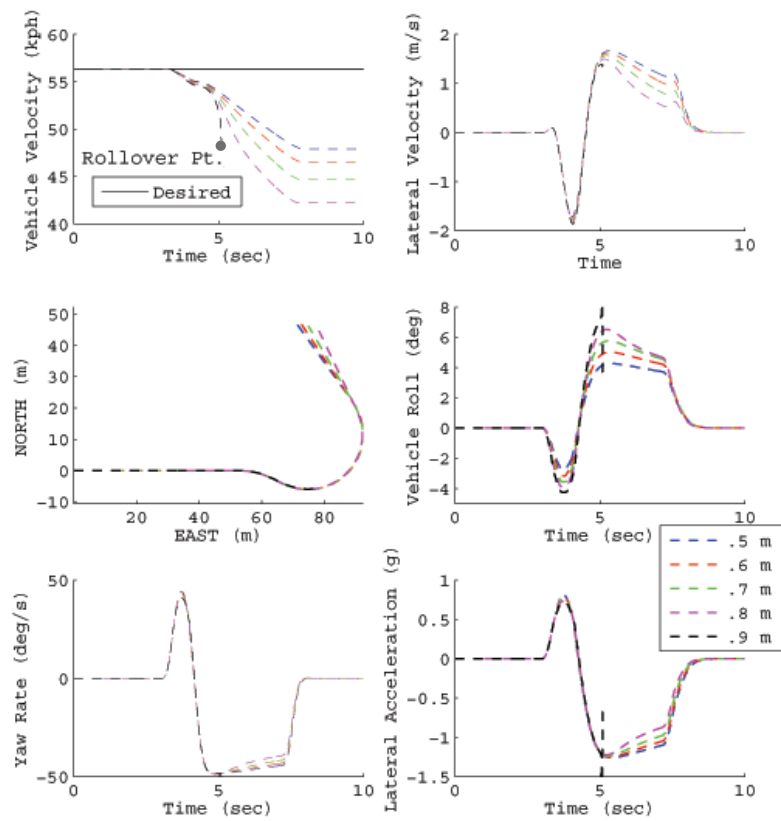 Vehicle Velocity (kph)
60
55
50
45
40
0
5
10
Time (sec)
Rollover Pt.
Desired
Lateral Velocity (m/s)
2
1
0
−1
−2
0
5
10
Time
NORTH (m)
50
40
30
20
10
0
−10
20
40
60
80
EAST (m)
Vehicle Roll (deg)
8
6
4
2
0
−2
−4
0
5
10
Time (sec)
.5 m
.6 m
.7 m
.8 m
.9 m
Yaw Rate (deg/s)
50
0
−50
0
5
10
Time (sec)
Lateral Acceleration (g)
1
0.5
0
−0.5
−1
−1.5
0
5
10
Time (sec)